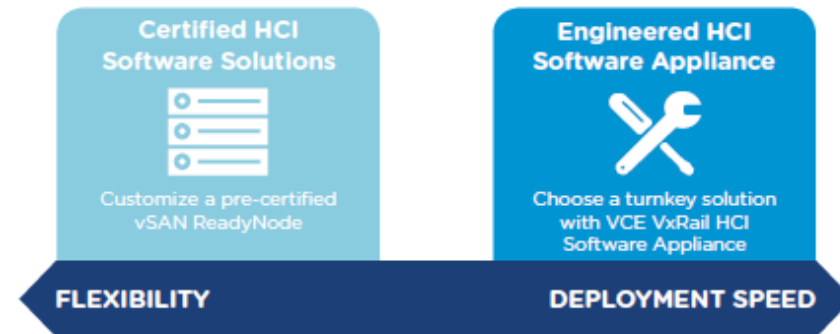 Certified HCI
Software Solutions
Customize a pre-certified
vSAN ReadyNode
Engineered HCI
Software Appliance
Choose a turnkey solution
with VCE VxRail HCI
Software Appliance
FLEXIBILITY
DEPLOYMENT SPEED